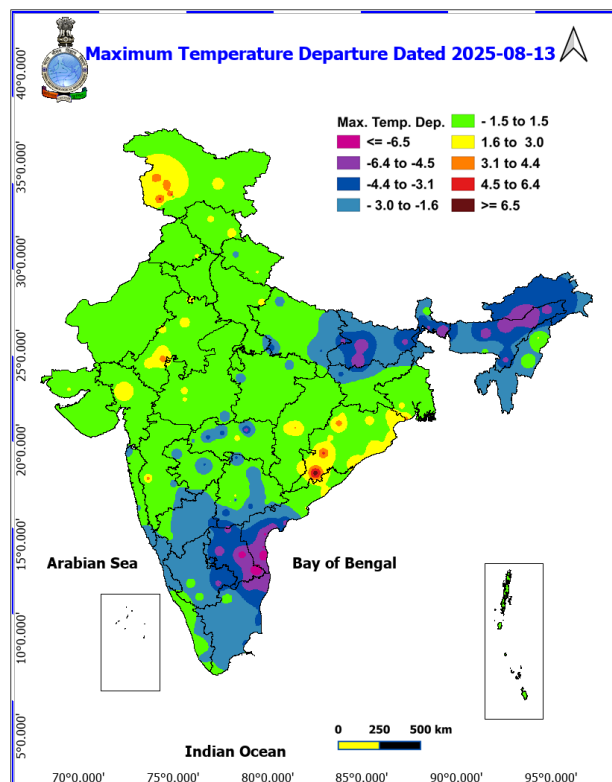 Maximum Temperature Departure Dated 2025-08-13
Max. Temp. Dep.
<= -6.5
-6.4 to -4.5
-4.4 to -3.1
- 3.0 to -1.6
- 1.5 to 1.5
1.6 to 3.0
3.1 to 4.4
4.5 to 6.4
>= 6.5
40°0.000'
35°0.000'
30°0.000'
25°0.000'
20°0.000'
15°0.000'
10°0.000'
5°0.000'
Arabian Sea
Bay of Bengal
Indian Ocean
0 250 500 km
70°0.000' 75°0.000' 80°0.000' 85°0.000' 90°0.000' 95°0.000'